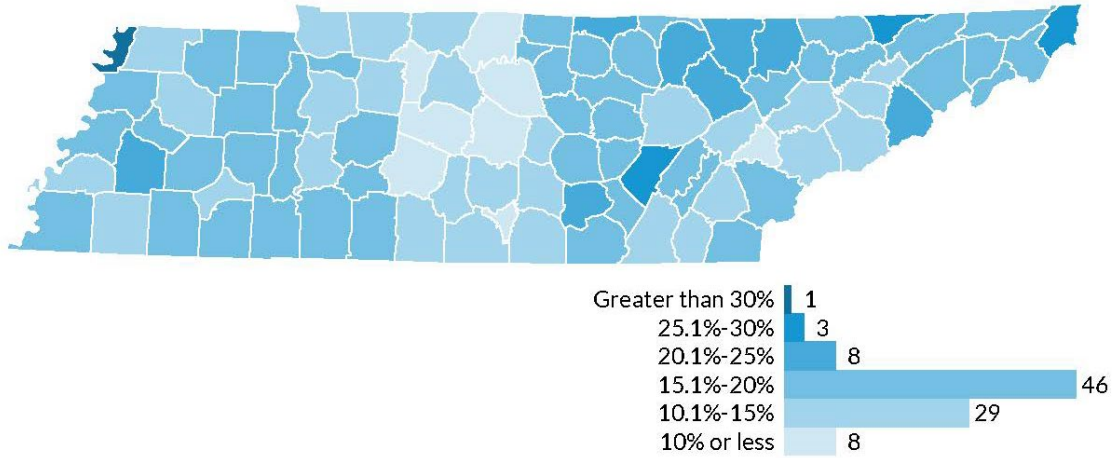 Greater than 30% 1
25.1%-30% 3
20.1%-25% 8
15.1%-20% 46
10.1%-15% 29
10% or less 8